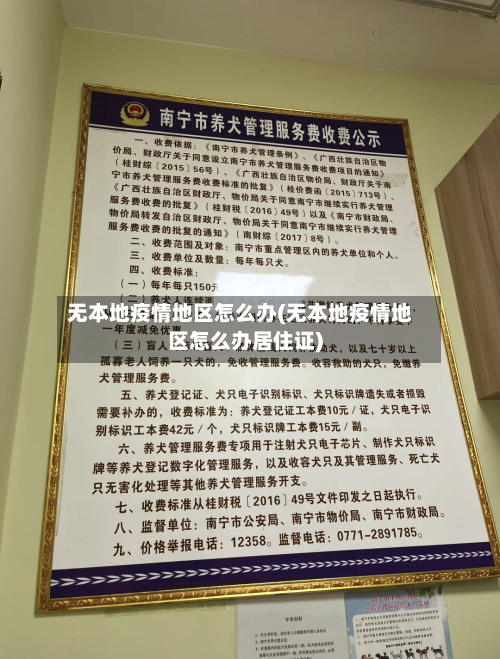 南宁市养犬管理服务费收费公示
一、收费依据：《南宁市养犬管理条例》、《广西壮族自治区物
价局、财政厅关于同意设立南宁市养犬管理服务费收费项目的通知》
（桂财综〔2015〕56号）、《广西壮族自治区物价局、财政厅关于南
宁市养犬管理服务费收费标准的批复》（桂价费函〔2015〕713号）、
《广西壮族自治区财政厅、物价局关于同意南宁市继续实行养犬管理
服务费收费的批复》（桂财税〔2016〕49号）以及《南宁市财政局、
物价局转发自治区财政厅、物价局关于同意南宁市继续实行养犬管理
服务费收费的批复的通知》（南财综〔2017〕8号）。
二、收费范围及对象：南宁市重点管理区内的养犬单位和个人。
三、收费单位及数量：每年每只犬。
四、收费标准：
（一）每年每只150元
（二）养犬人连续两
无本地疫情地区怎么办(无本地疫情地
区怎么办居住证)
一年度减免优惠
（三）盲人
犬，以及七十岁以上
孤寡老人饲养一只犬的，免收管理服务费。收容救助的犬只，免缴养
犬管理服务费。
五、养犬登记证、犬只电子识别标识、犬只标识牌遗失或者损毁
需要补办的，收费标准为：养犬登记证工本费10元／证，犬只电子识
别标识工本费42元／个，犬只标识牌工本费15元／副。
六、养犬管理服务费专项用于注射犬只电子芯片、制作犬只标识
牌等养犬登记数字化管理服务，以及收容犬只及其管理服务、死亡犬
只无害化处理等其他养犬管理服务开支。
七、收费标准从桂财税〔2016〕49号文件印发之日起执行。
八、监督单位：南宁市公安局、南宁市物价局、南宁市财政局。
九、价格举报电话：12358。监督电话：0771-2891785。